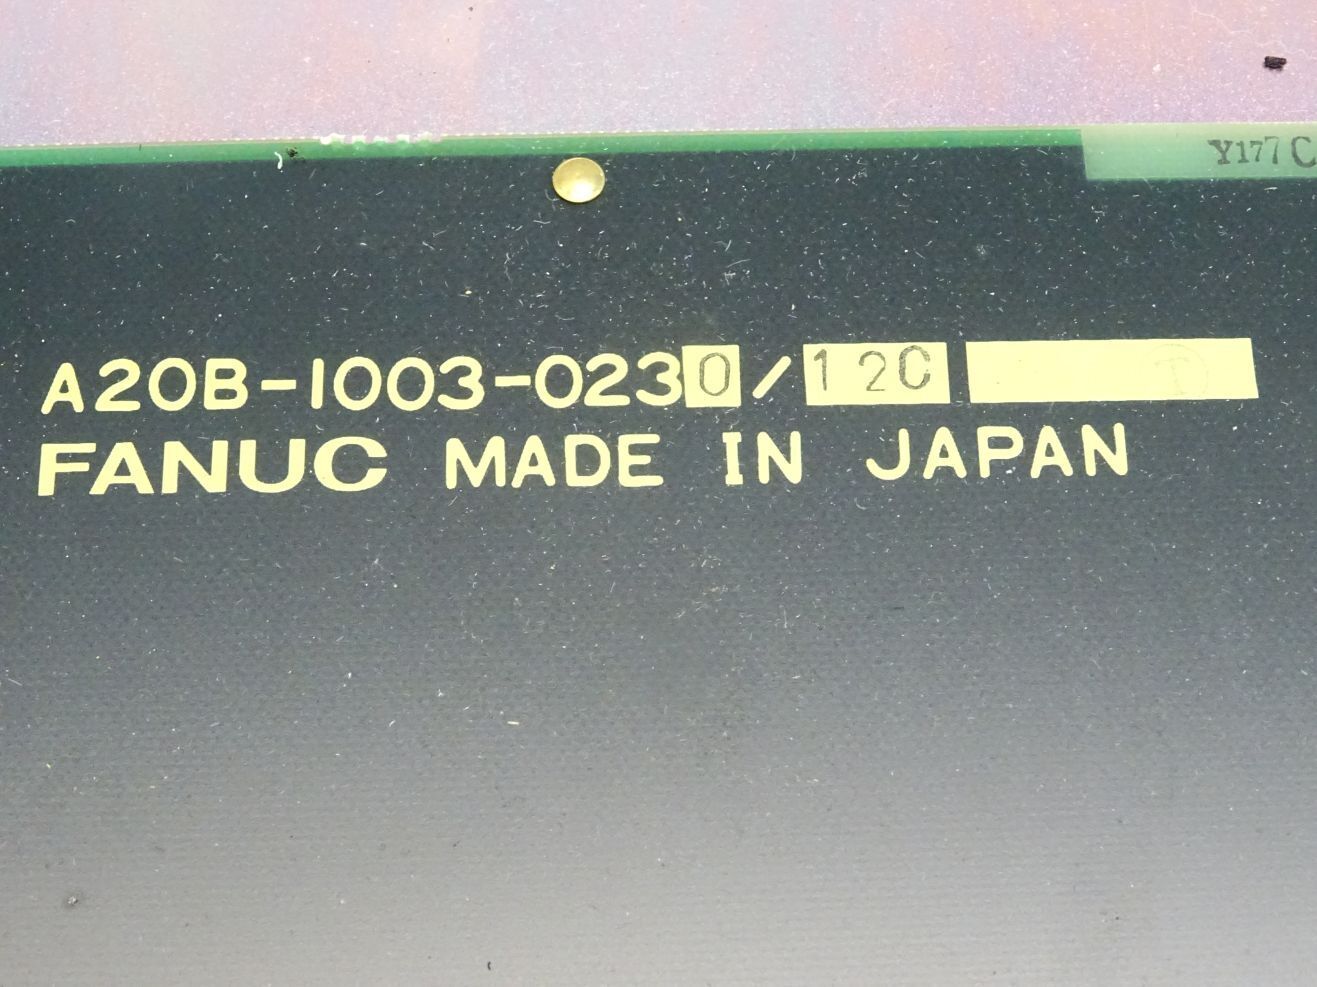 Y177C
A20B-1003-0230/12C
FANUC MADE IN JAPAN